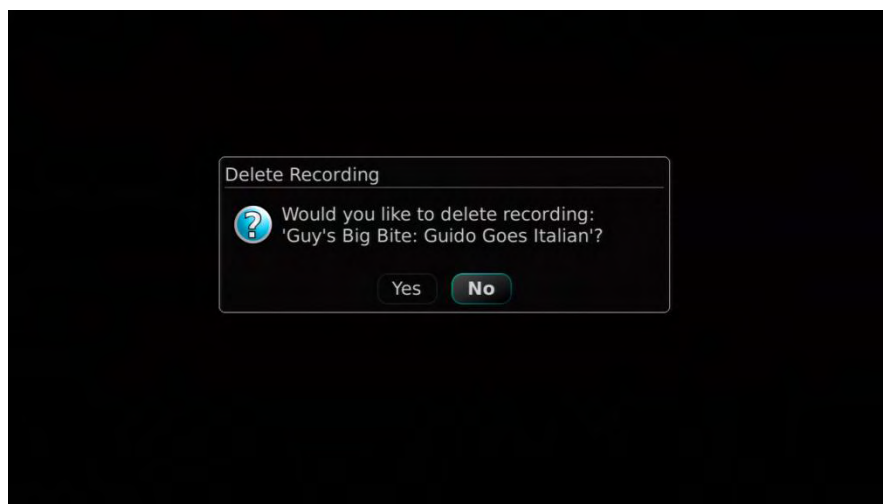 Delete Recording
Would you like to delete recording:
'Guy's Big Bite: Guido Goes Italian'?
Yes No